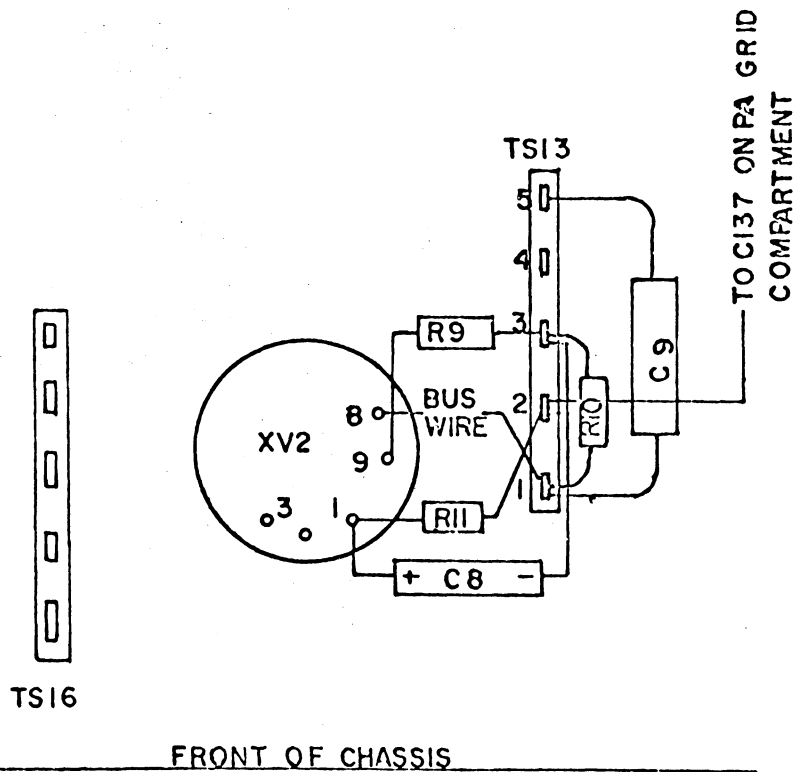 TO C137 ON PA GRID
COMPARTMENT
TS13
5
4
3
2
1
R9
C9
R10
BUS
WIRE
8
XV2
9
3
1
R11
+ C8 -
TS16
FRONT OF CHASSIS